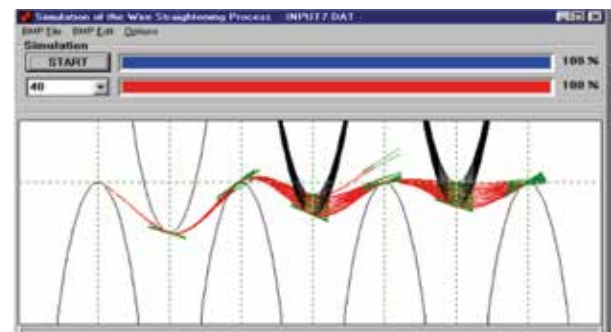 Simulation of the Wire Straightening Process - INPUT7.DAT
BMP File BMP Edit Options
Simulation
START 100 %
40 100 %